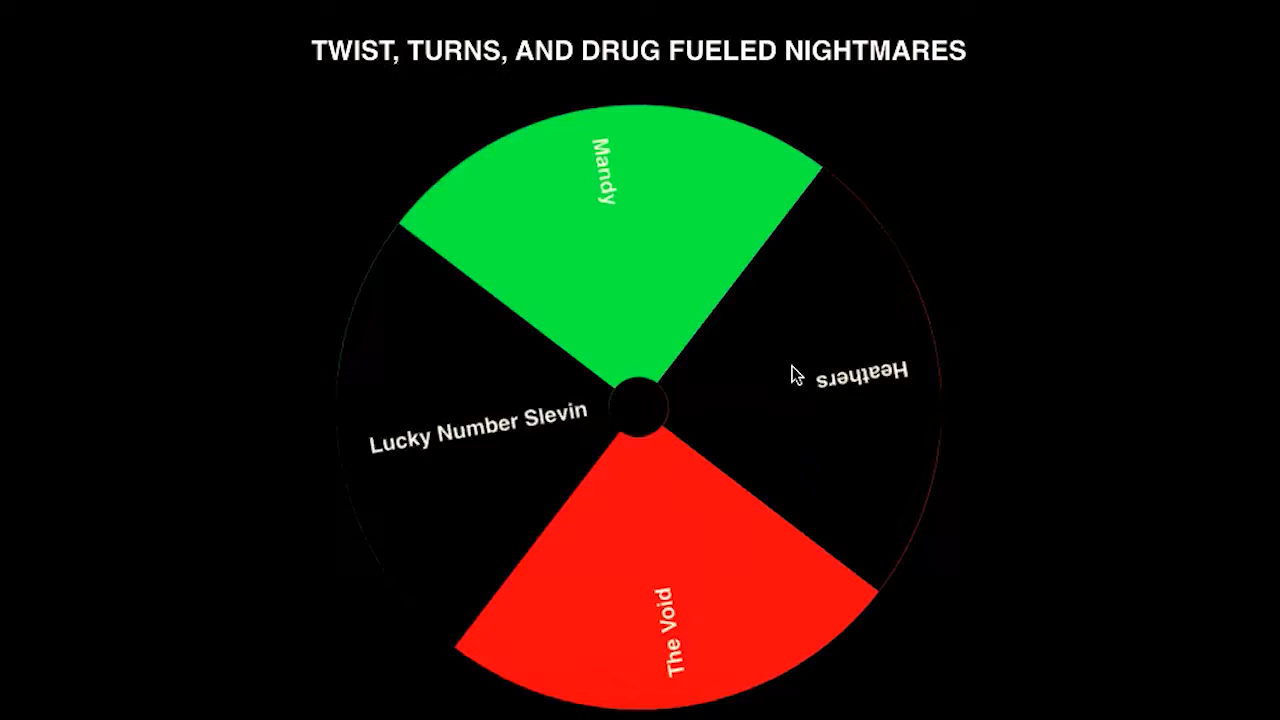 TWIST, TURNS, AND DRUG FUELED NIGHTMARES
Mandy
Heathers
Lucky Number Slevin
The Void